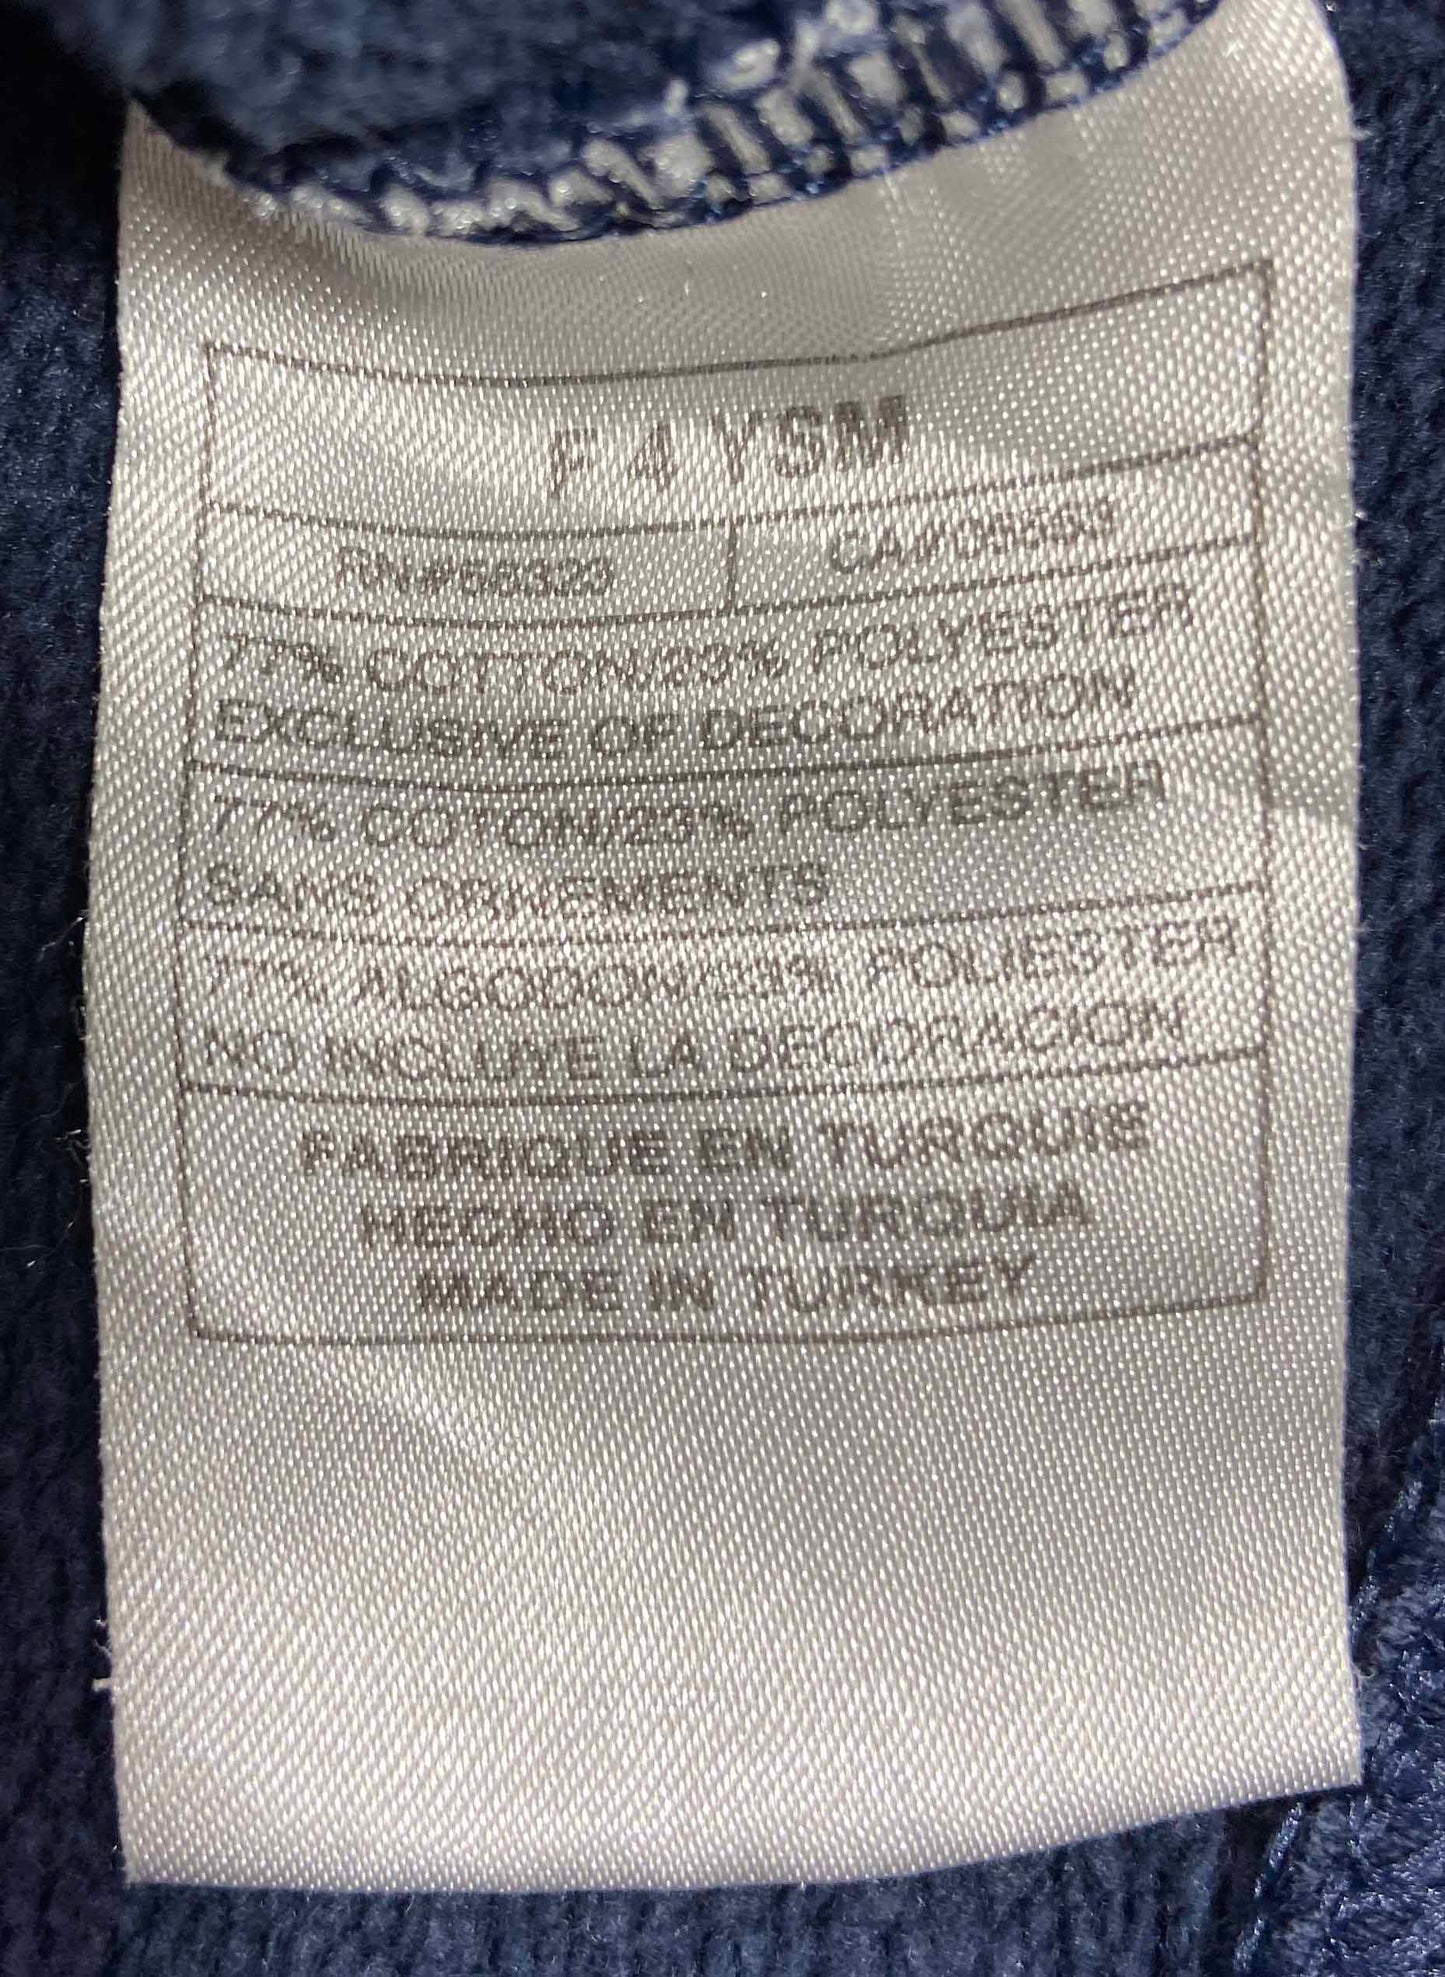 F 4 YSM
RN#56323 CA#05553
77% COTTON/23% POLYESTER
EXCLUSIVE OF DECORATION
77% COTON/23% POLYESTER
SANS ORNEMENTS
77% ALGODON/23% POLIESTER
NO INCLUYE LA DECORACION
FABRIQUE EN TURQUIE
HECHO EN TURQUIA
MADE IN TURKEY